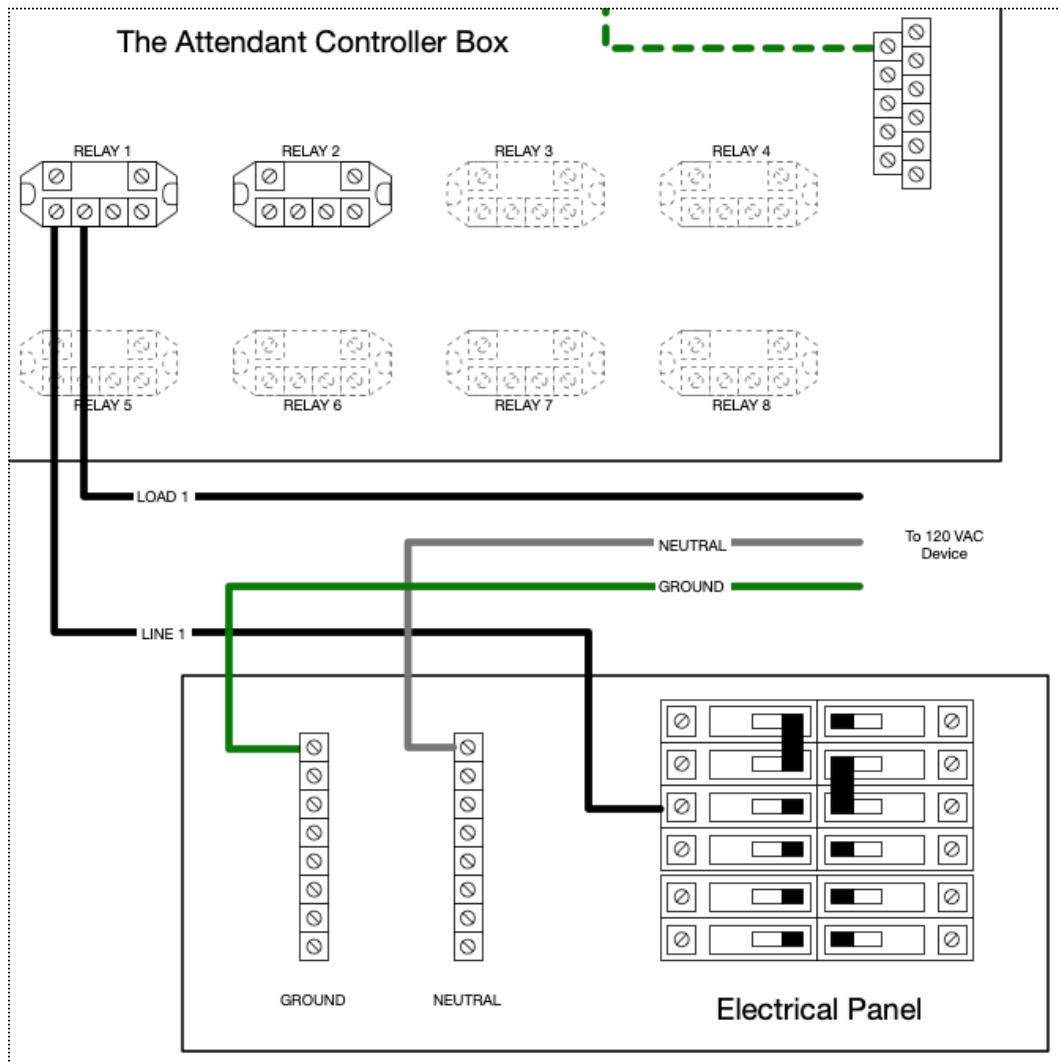 The Attendant Controller Box
RELAY 1
RELAY 2
RELAY 3
RELAY 4
RELAY 5
RELAY 6
RELAY 7
RELAY 8
LOAD 1
NEUTRAL
To 120 VAC
Device
GROUND
LINE 1
GROUND
NEUTRAL
Electrical Panel